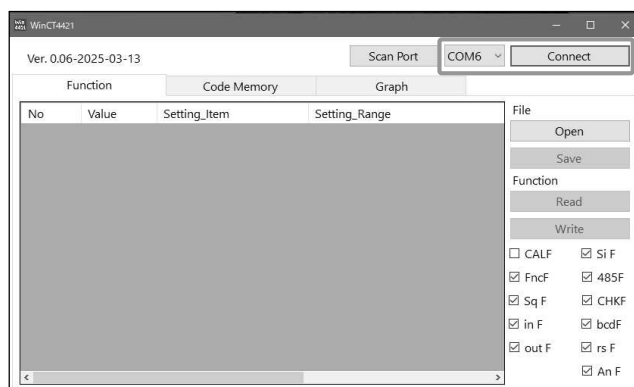 WinCT4421
Ver. 0.06-2025-03-13
Scan Port
COM6
Connect
Function
Code Memory
Graph
No Value Setting_Item Setting_Range
File
Open
Save
Function
Read
Write
CALF Si F
FncF 485F
Sq F CHKF
in F bcdF
out F rs F
An F